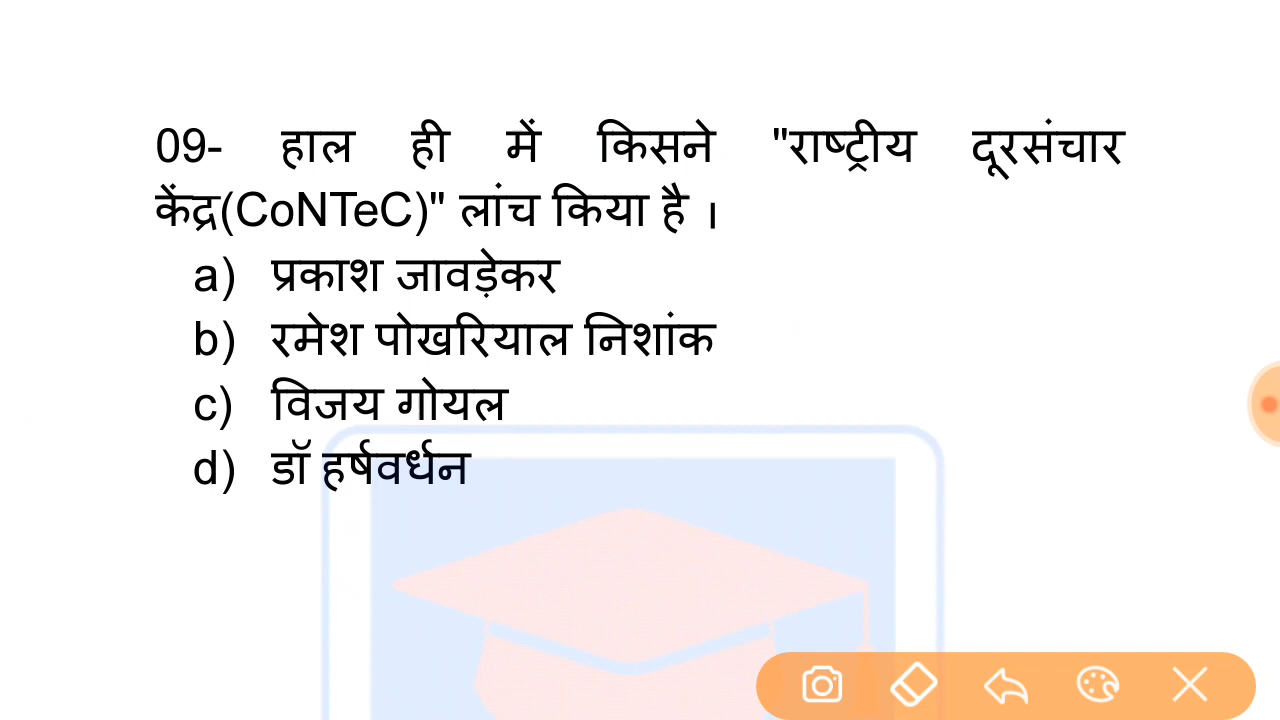 09- हाल ही में किसने "राष्ट्रीय दूरसंचार
केंद्र(CoNTeC)" लांच किया है ।
a) प्रकाश जावड़ेकर
b) रमेश पोखरियाल निशांक
c) विजय गोयल
d) डॉ हर्षवर्धन